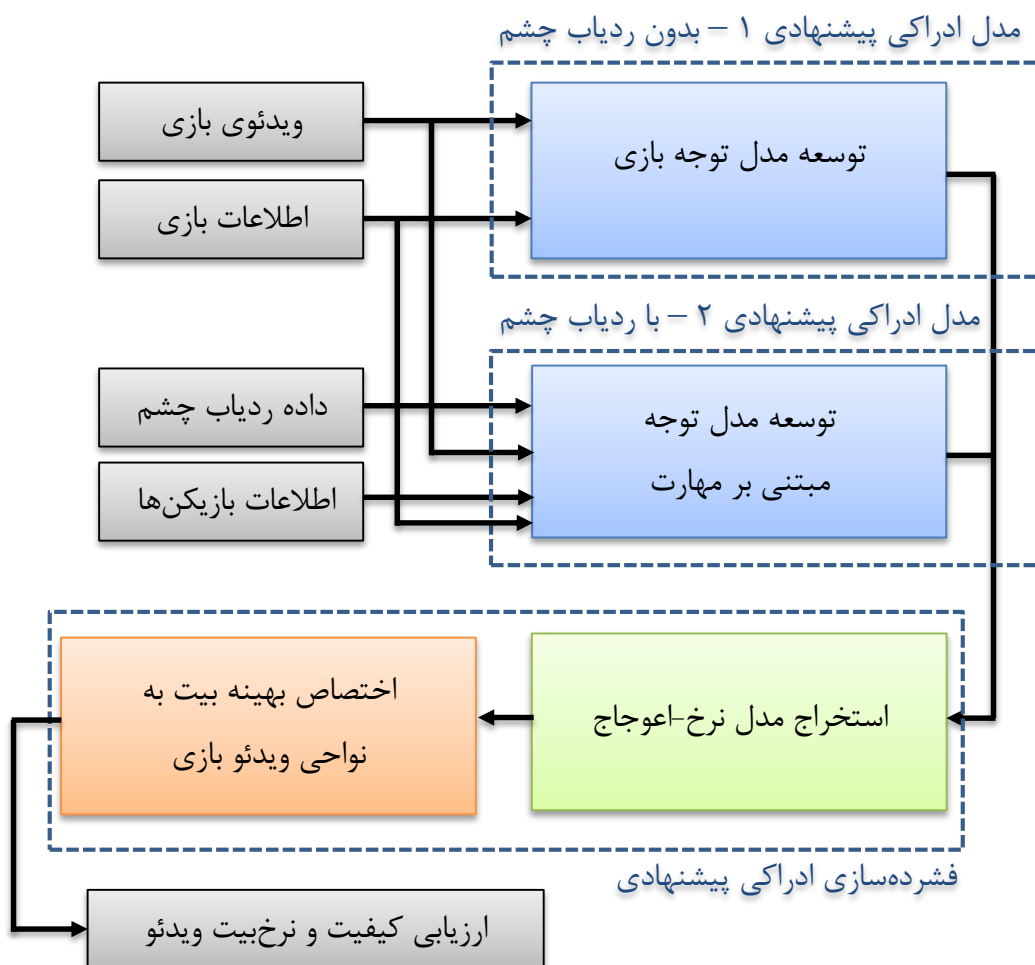 مدل ادراکی پیشنهادی ۱ – بدون ردیاب چشم
ویدئوی بازی
توسعه مدل توجه بازی
اطلاعات بازی
مدل ادراکی پیشنهادی ۲ – با ردیاب چشم
داده ردیاب چشم
توسعه مدل توجه
مبتنی بر مهارت
اطلاعات بازیکن‌ها
استخراج مدل نرخ-اعوجاج
اختصاص بهینه بیت به
نواحی ویدئو بازی
فشرده‌سازی ادراکی پیشنهادی
ارزیابی کیفیت و نرخ‌بیت ویدئو